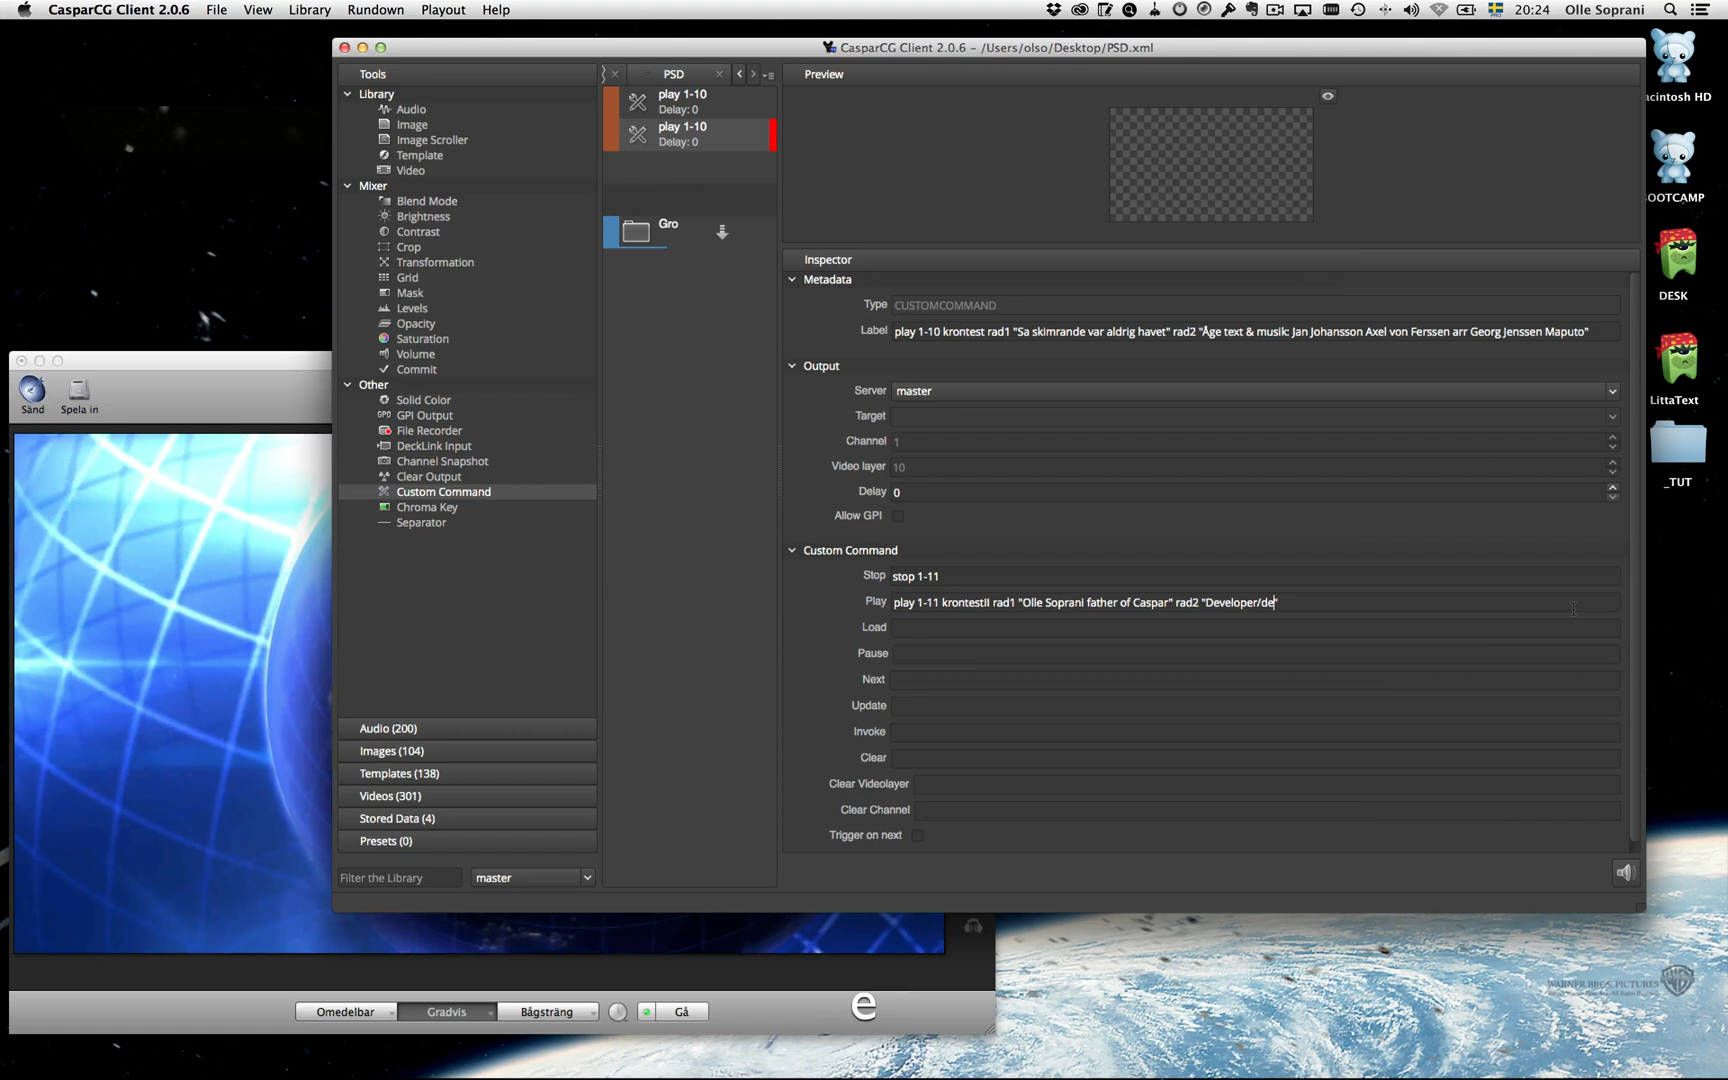 CasparCG Client 2.0.6 File View Library Rundown Playout Help
20:24 Olle Soprani
CasparCG Client 2.0.6 – /Users/olso/Desktop/PSD.xml
Tools
Library
Audio
Image
Image Scroller
Template
Video
Mixer
Blend Mode
Brightness
Contrast
Crop
Transformation
Grid
Mask
Levels
Opacity
Saturation
Volume
Commit
Other
Solid Color
GPO GPI Output
File Recorder
DeckLink Input
Channel Snapshot
Clear Output
Custom Command
Chroma Key
Separator
Audio (200)
Images (104)
Templates (138)
Videos (301)
Stored Data (4)
Presets (0)
Filter the Library master
PSD
play 1-10
Delay: 0
play 1-10
Delay: 0
Gro
Preview
Inspector
Metadata
Type CUSTOMCOMMAND
Label play 1-10 krontest rad1 "Sa skimrande var aldrig havet" rad2 "Åge text & musik: Jan Johansson Axel von Ferssen arr Georg Jenssen Maputo"
Output
Server master
Target
Channel 1
Video layer 10
Delay 0
Allow GPI
Custom Command
Stop stop 1-11
Play play 1-11 krontestII rad1 "Olle Soprani father of Caspar" rad2 "Developer/de"
Load
Pause
Next
Update
Invoke
Clear
Clear Videolayer
Clear Channel
Trigger on next
acintosh HD
OOTCAMP
DESK
LittaText
_TUT
Sänd Spela in
Omedelbar Gradvis Bågsträng Gå
e
WARNER BROS. PICTURES